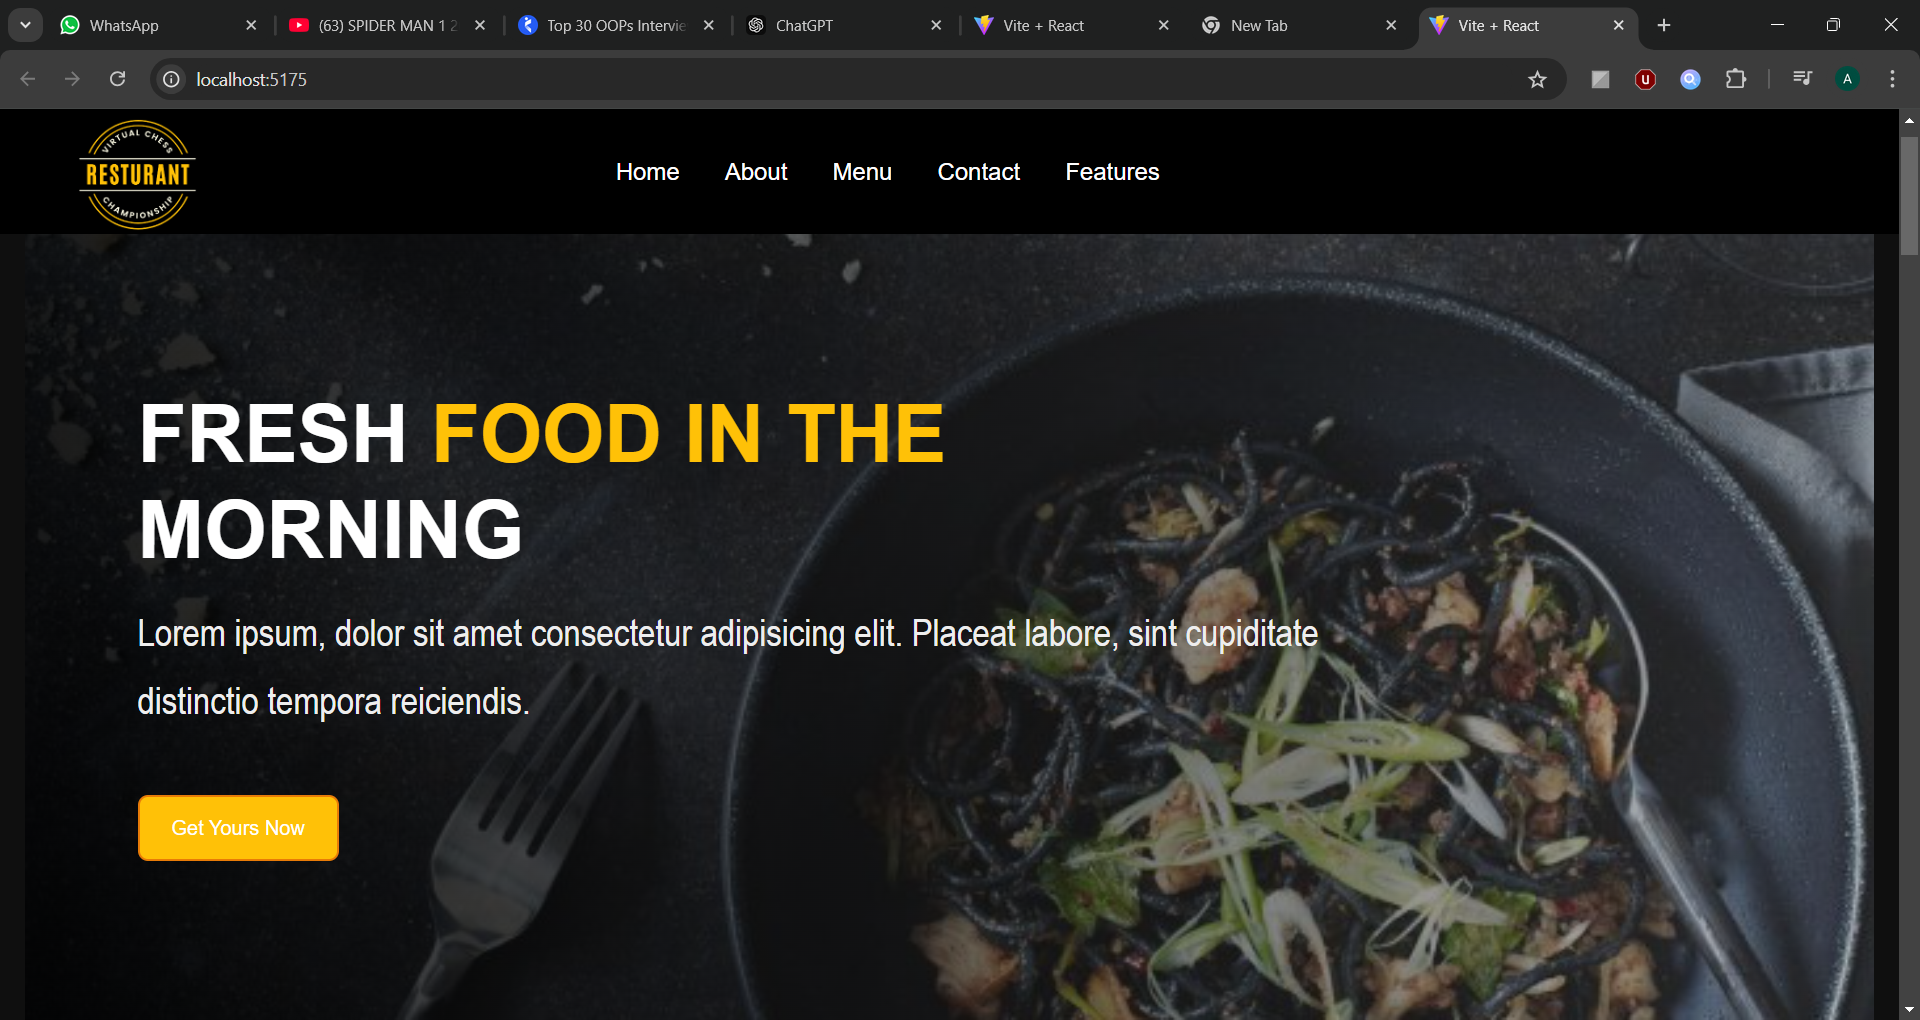 WhatsApp
(63) SPIDER MAN 1 2
Top 30 OOPs Intervie
ChatGPT
Vite + React
New Tab
Vite + React
localhost:5175
A
VIRTUAL CHESS
RESTURANT
CHAMPIONSHIP
Home
About
Menu
Contact
Features
FRESH FOOD IN THE
MORNING
Lorem ipsum, dolor sit amet consectetur adipisicing elit. Placeat labore, sint cupiditate
distinctio tempora reiciendis.
Get Yours Now